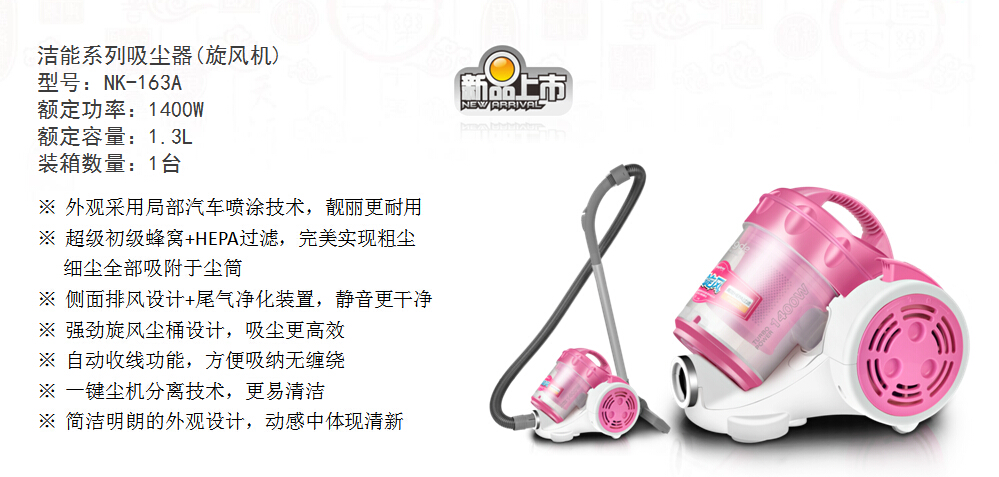 洁能系列吸尘器(旋风机)
型号：NK-163A
额定功率：1400W
额定容量：1.3L
装箱数量：1台
新品上市
NEW ARRIVAL
※ 外观采用局部汽车喷涂技术，靓丽更耐用
※ 超级初级蜂窝+HEPA过滤，完美实现粗尘
细尘全部吸附于尘筒
※ 侧面排风设计+尾气净化装置，静音更干净
※ 强劲旋风尘桶设计，吸尘更高效
※ 自动收线功能，方便吸纳无缠绕
※ 一键尘机分离技术，更易清洁
※ 简洁明朗的外观设计，动感中体现清新
1400W